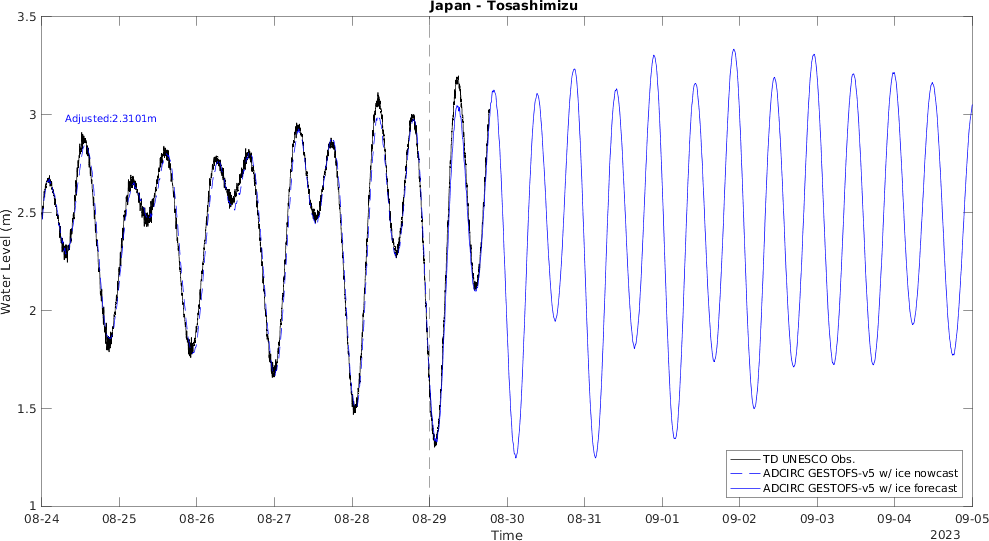 Japan - Tosashimizu
3.5
3
2.5
2
1.5
1
Water Level (m)
Adjusted:2.3101m
TD UNESCO Obs.
ADCIRC GESTOFS-v5 w/ ice nowcast
ADCIRC GESTOFS-v5 w/ ice forecast
08-24 08-25 08-26 08-27 08-28 08-29 08-30 08-31 09-01 09-02 09-03 09-04 09-05
Time
2023